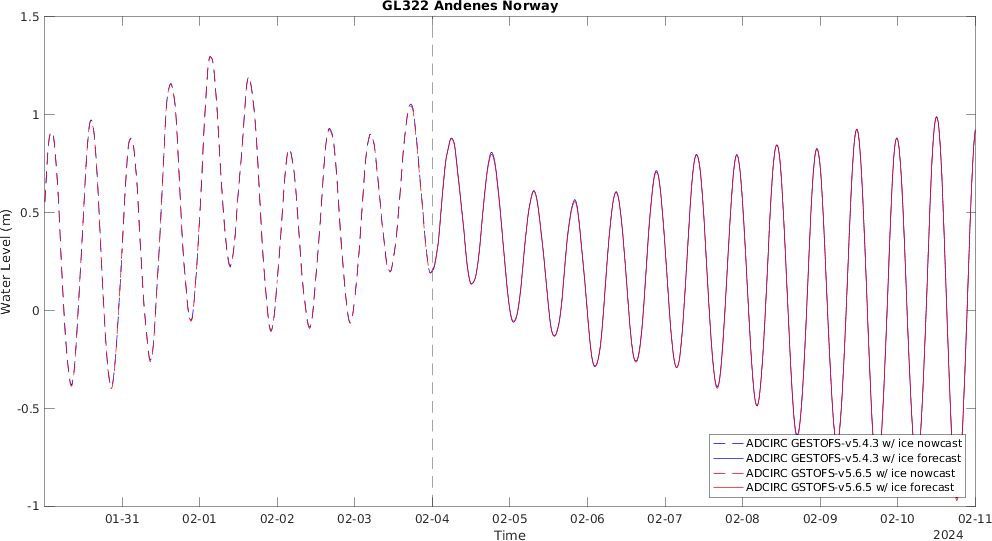 GL322 Andenes Norway
1.5
1
0.5
0
-0.5
-1
Water Level (m)
ADCIRC GESTOFS-v5.4.3 w/ ice nowcast
ADCIRC GESTOFS-v5.4.3 w/ ice forecast
ADCIRC GSTOFS-v5.6.5 w/ ice nowcast
ADCIRC GSTOFS-v5.6.5 w/ ice forecast
01-31 02-01 02-02 02-03 02-04 02-05 02-06 02-07 02-08 02-09 02-10 02-11
Time
2024